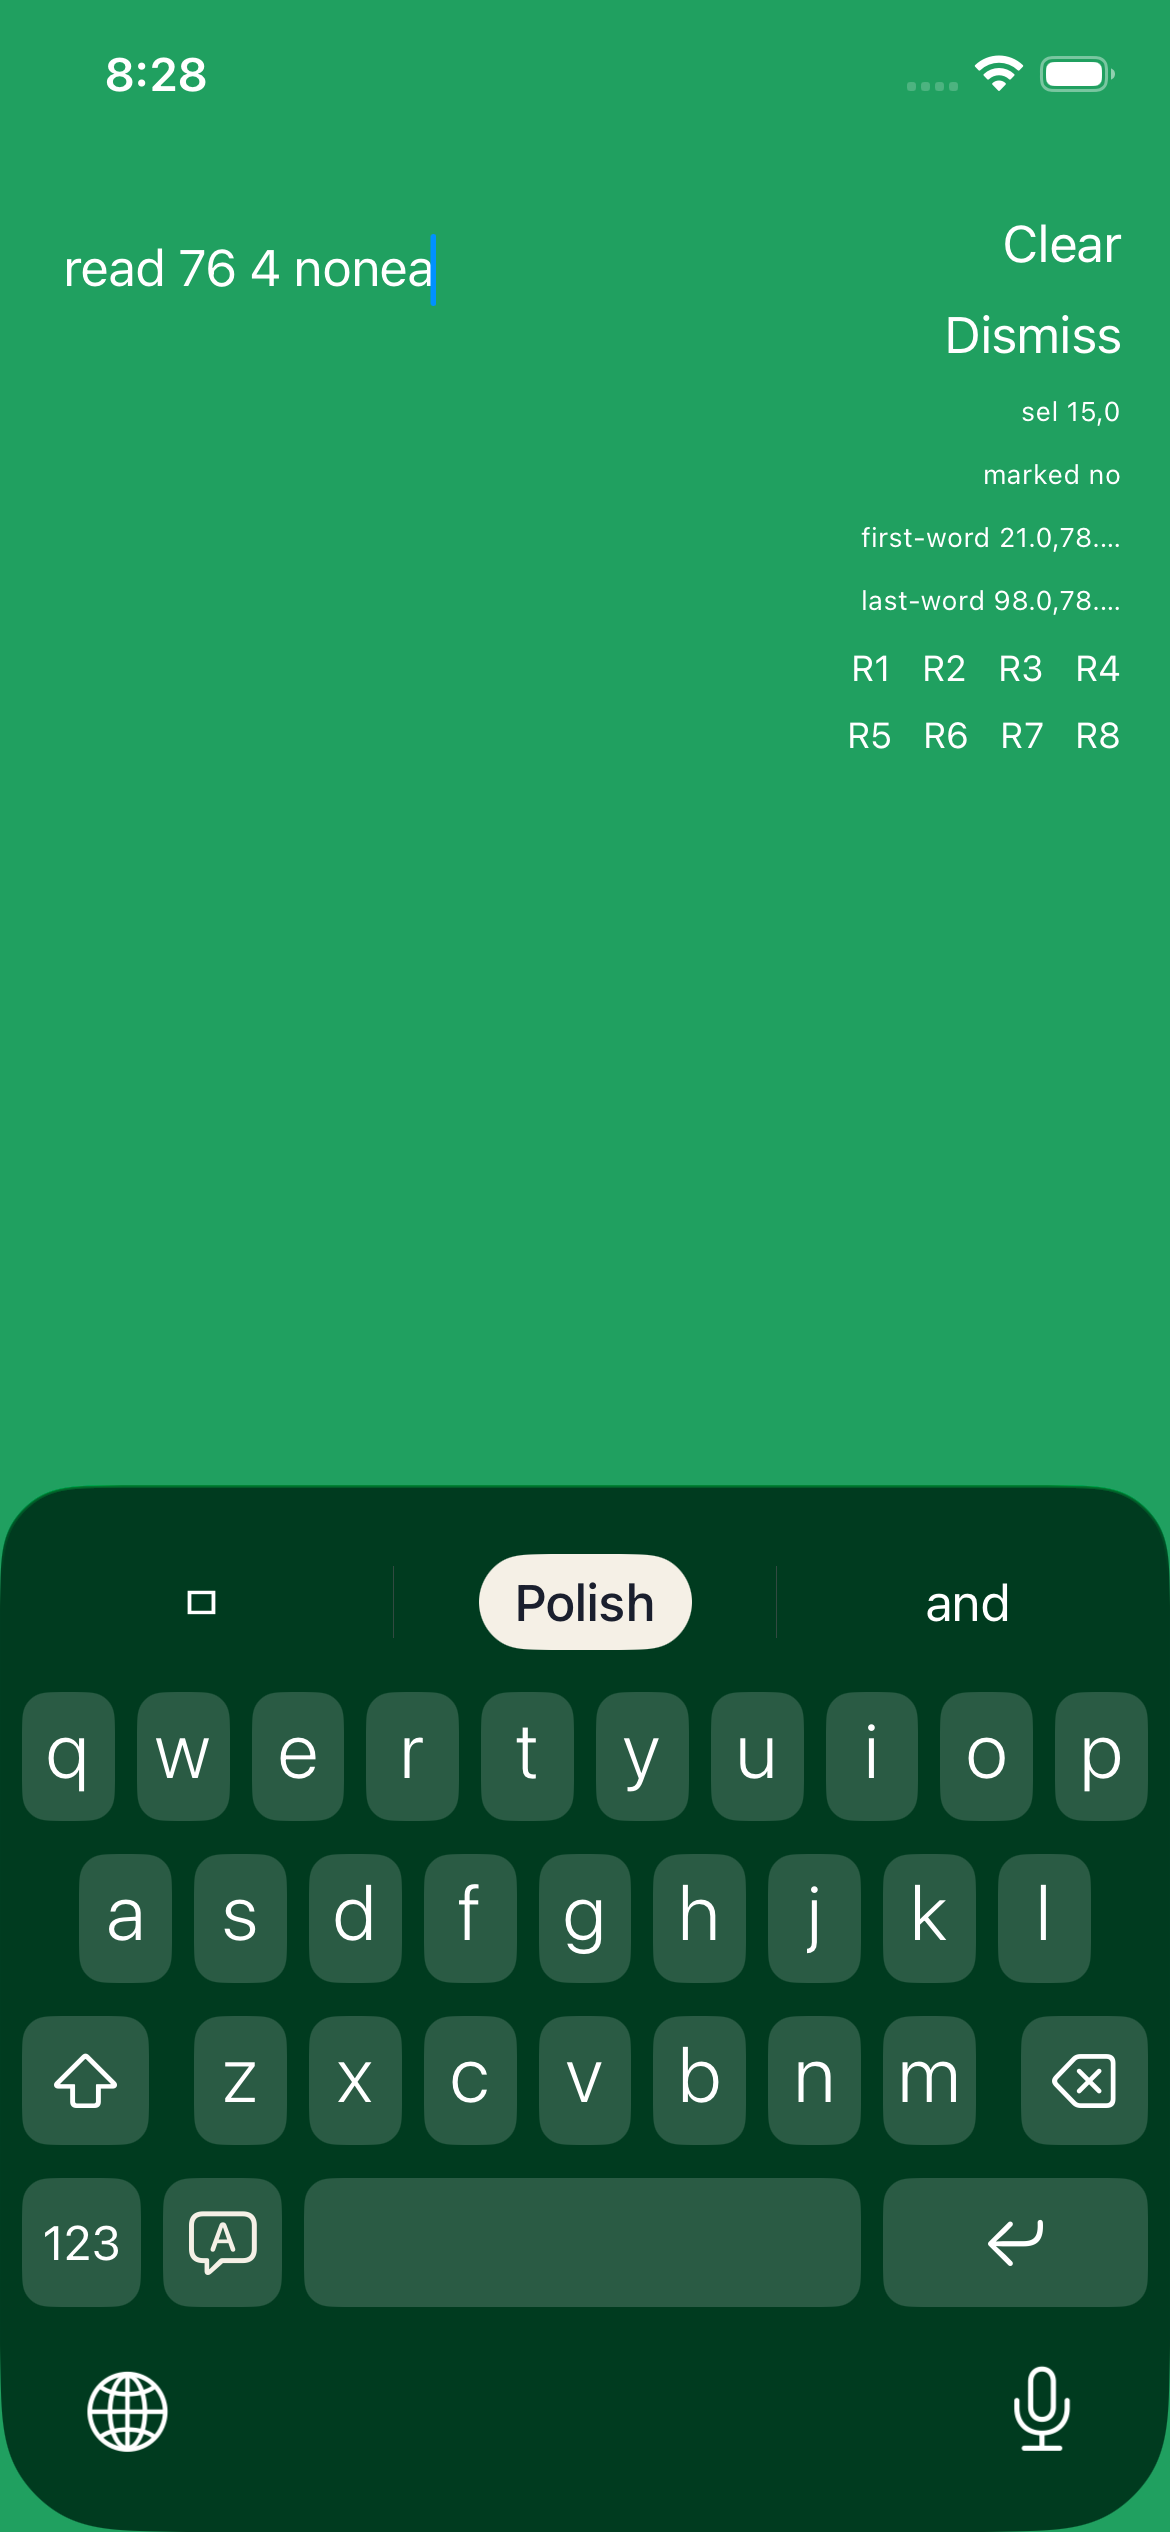 8:28
read 76 4 nonea
Clear
Dismiss
sel 15,0
marked no
first-word 21.0,78....
last-word 98.0,78....
R1 R2 R3 R4
R5 R6 R7 R8
Polish and
q w e r t y u i o p
a s d f g h j k l
z x c v b n m
123 A